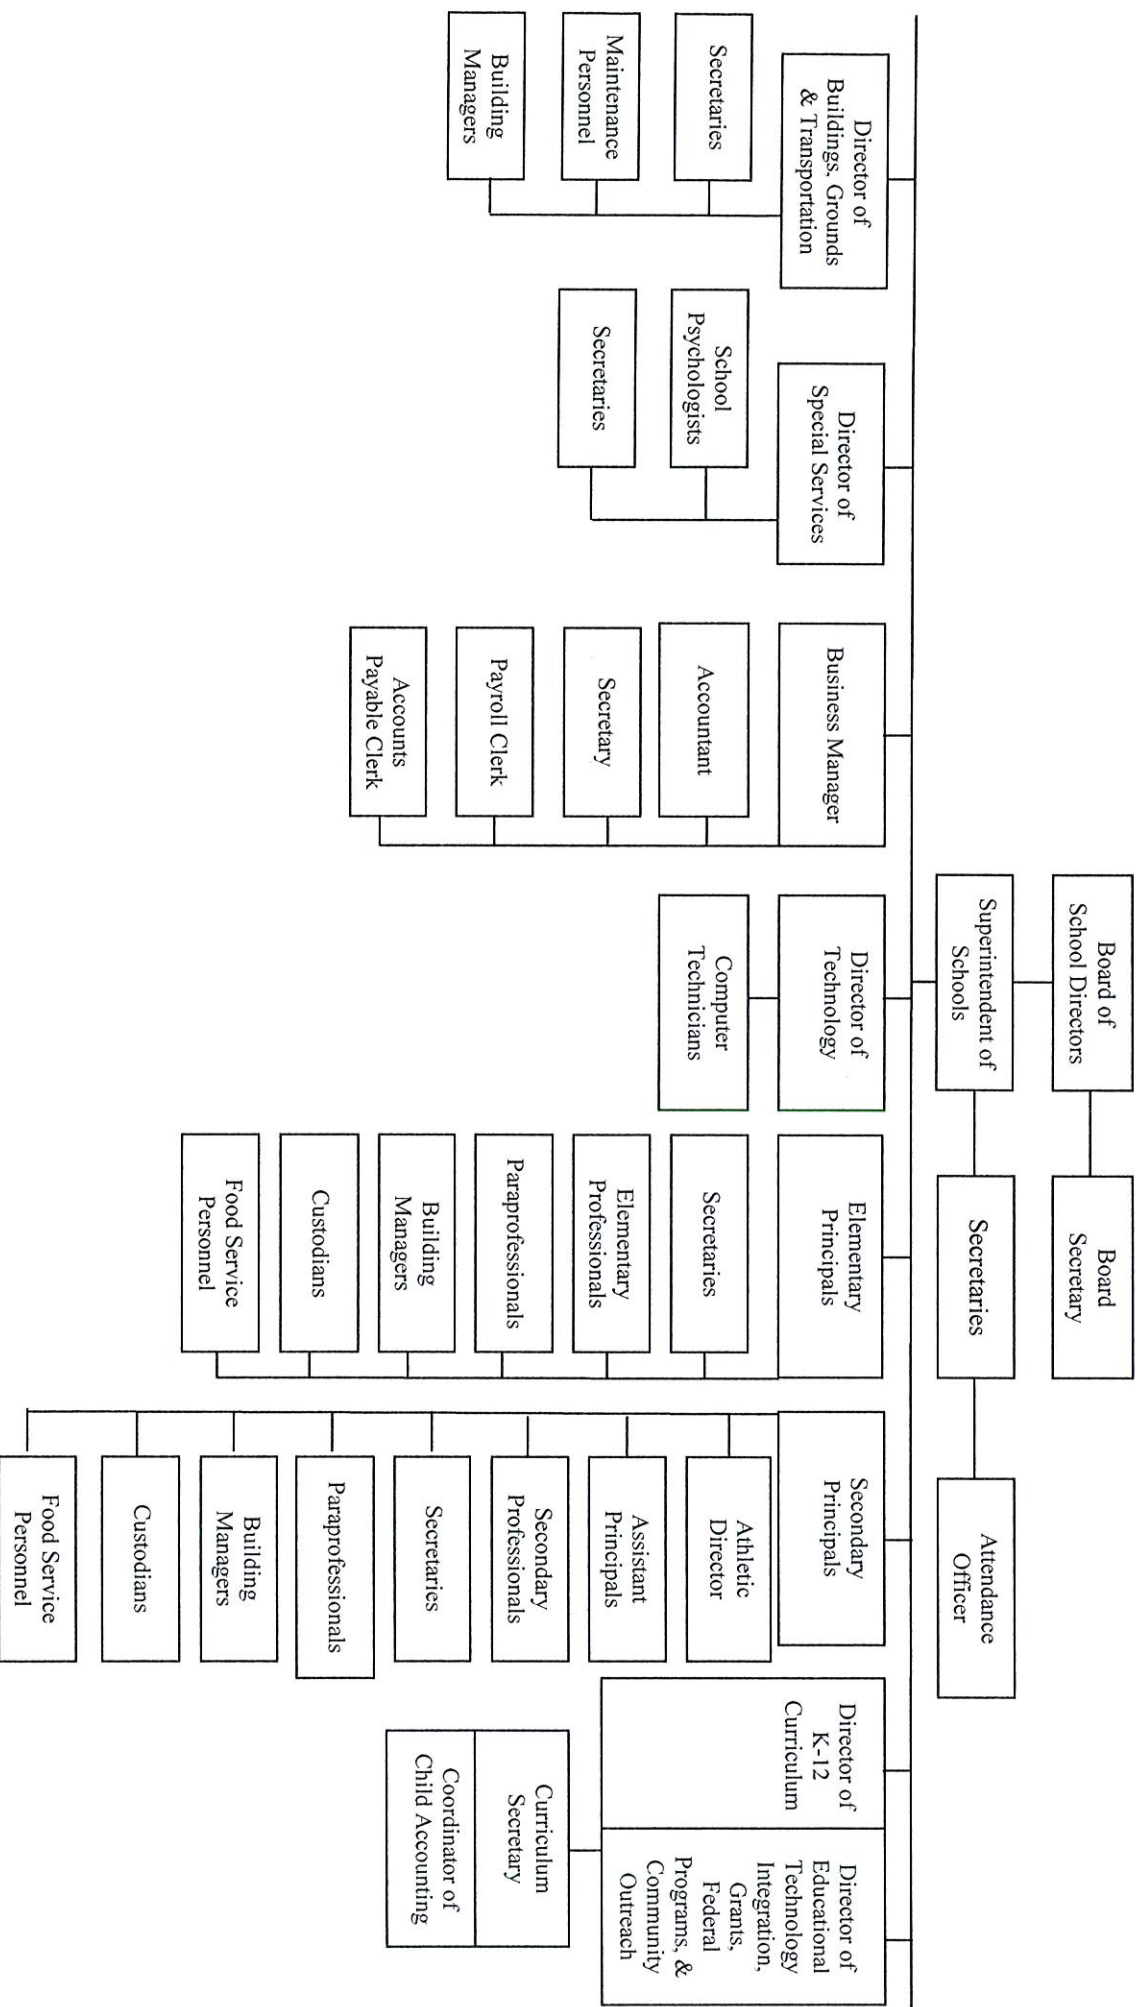 Board of
School Directors
Board
Secretary
Superintendent of
Schools
Secretaries
Attendance
Officer
Director of
Buildings, Grounds
& Transportation
Secretaries
Maintenance
Personnel
Building
Managers
Director of
Special Services
School
Psychologists
Secretaries
Business Manager
Accountant
Secretary
Payroll Clerk
Accounts
Payable Clerk
Director of
Technology
Computer
Technicians
Elementary
Principals
Secretaries
Elementary
Professionals
Paraprofessionals
Building
Managers
Custodians
Food Service
Personnel
Secondary
Principals
Athletic
Director
Assistant
Principals
Secondary
Professionals
Secretaries
Paraprofessionals
Building
Managers
Custodians
Food Service
Personnel
Director of
K-12
Curriculum
Director of
Educational
Technology
Integration,
Grants,
Federal
Programs, &
Community
Outreach
Curriculum
Secretary
Coordinator of
Child Accounting